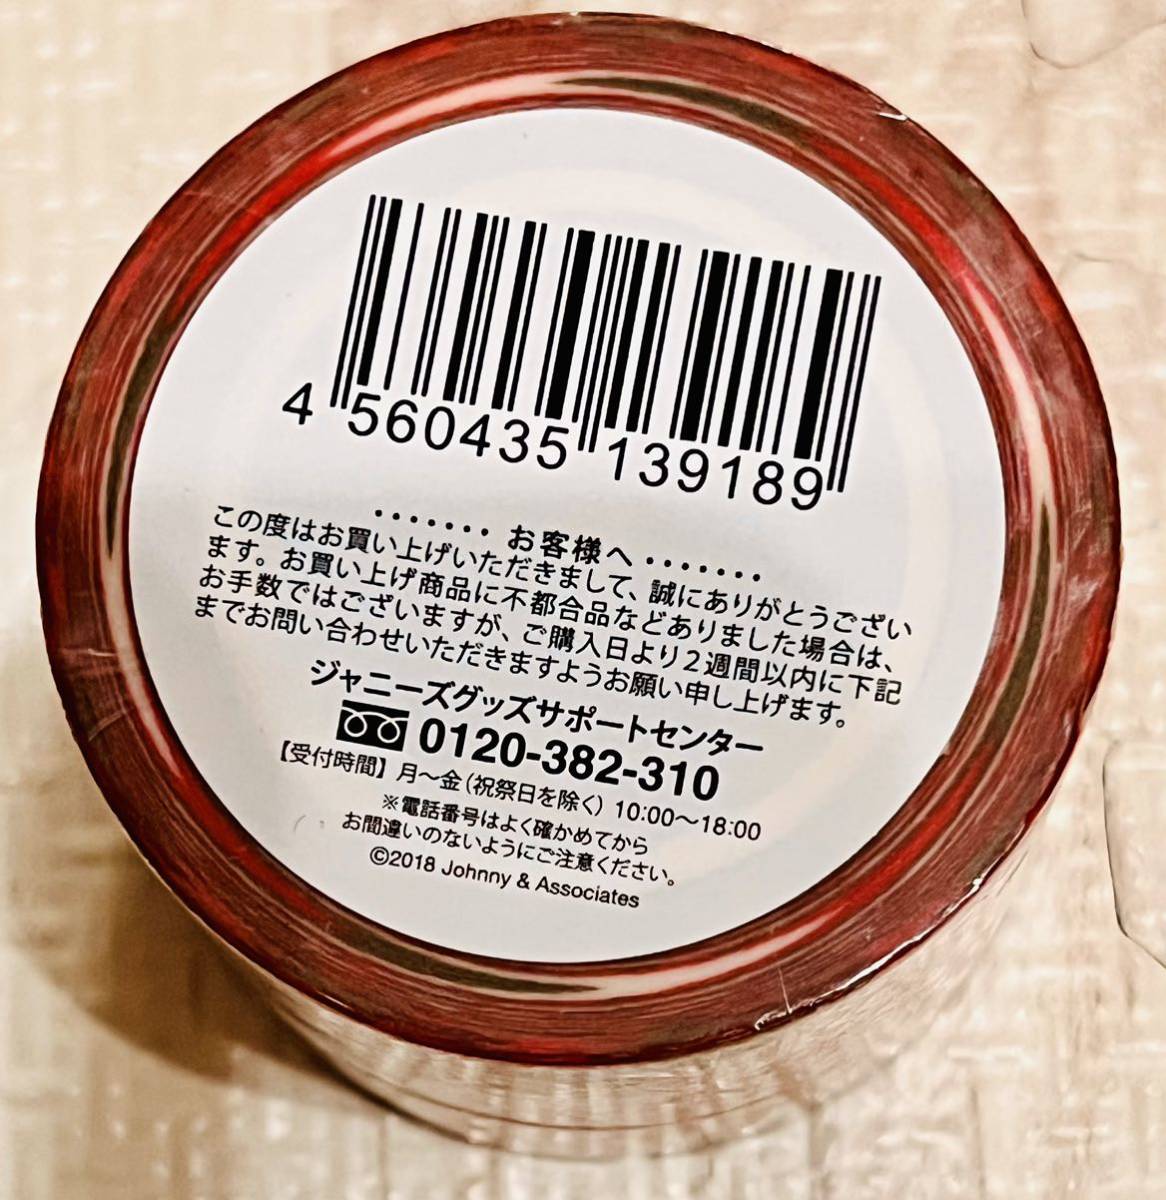 4 560435 139189
・・・・・・・ お客様へ ・・・・・・・
この度はお買い上げいただきまして、誠にありがとうござい
ます。お買い上げ商品に不都合品などありました場合は、
お手数ではございますが、ご購入日より2週間以内に下記
までお問い合わせいただきますようお願い申し上げます。
ジャニーズグッズサポートセンター
0120-382-310
【受付時間】月〜金(祝祭日を除く) 10:00〜18:00
※電話番号はよく確かめてから
お間違いのないようにご注意ください。
©2018 Johnny & Associates